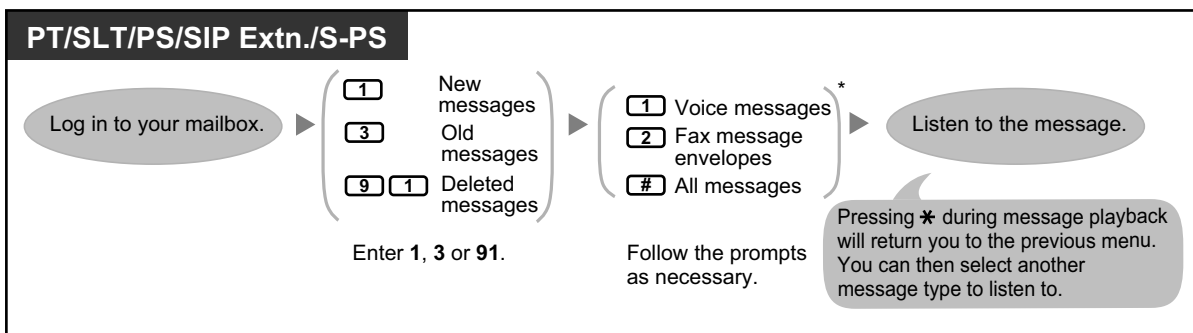 PT/SLT/PS/SIP Extn./S-PS
Log in to your mailbox.
1 New
messages
3 Old
messages
9 1 Deleted
messages
Enter 1, 3 or 91.
*
1 Voice messages
2 Fax message
envelopes
# All messages
Follow the prompts
as necessary.
Listen to the message.
Pressing * during message playback
will return you to the previous menu.
You can then select another
message type to listen to.